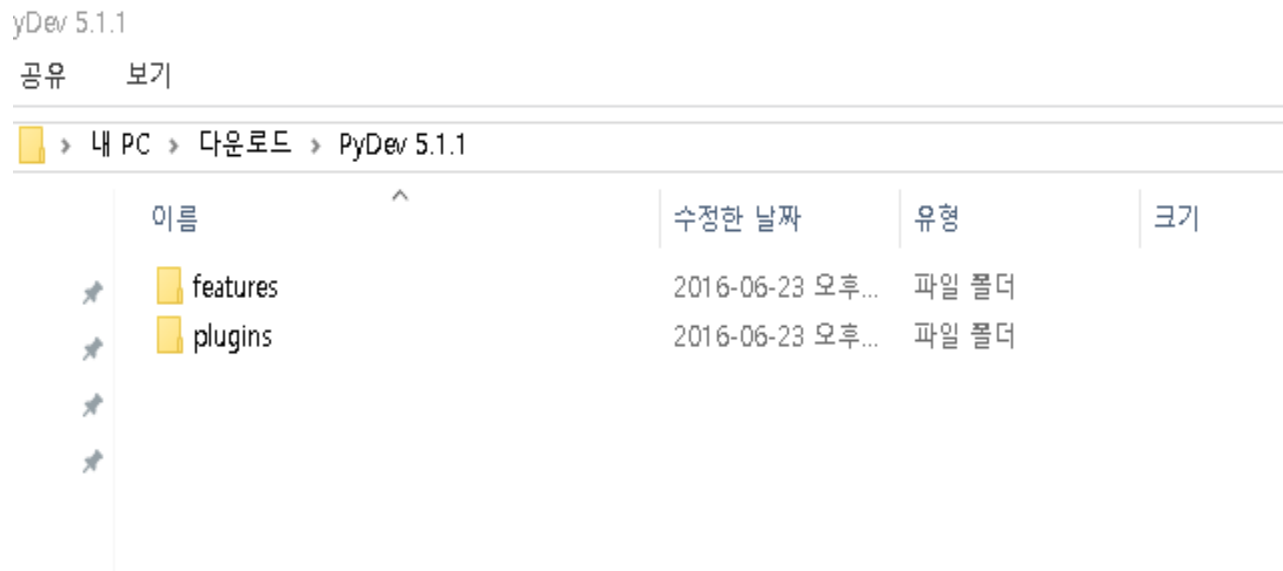 yDev 5.1.1
공유 보기
내 PC > 다운로드 > PyDev 5.1.1
이름 수정한 날짜 유형 크기
features 2016-06-23 오후... 파일 폴더
plugins 2016-06-23 오후... 파일 폴더